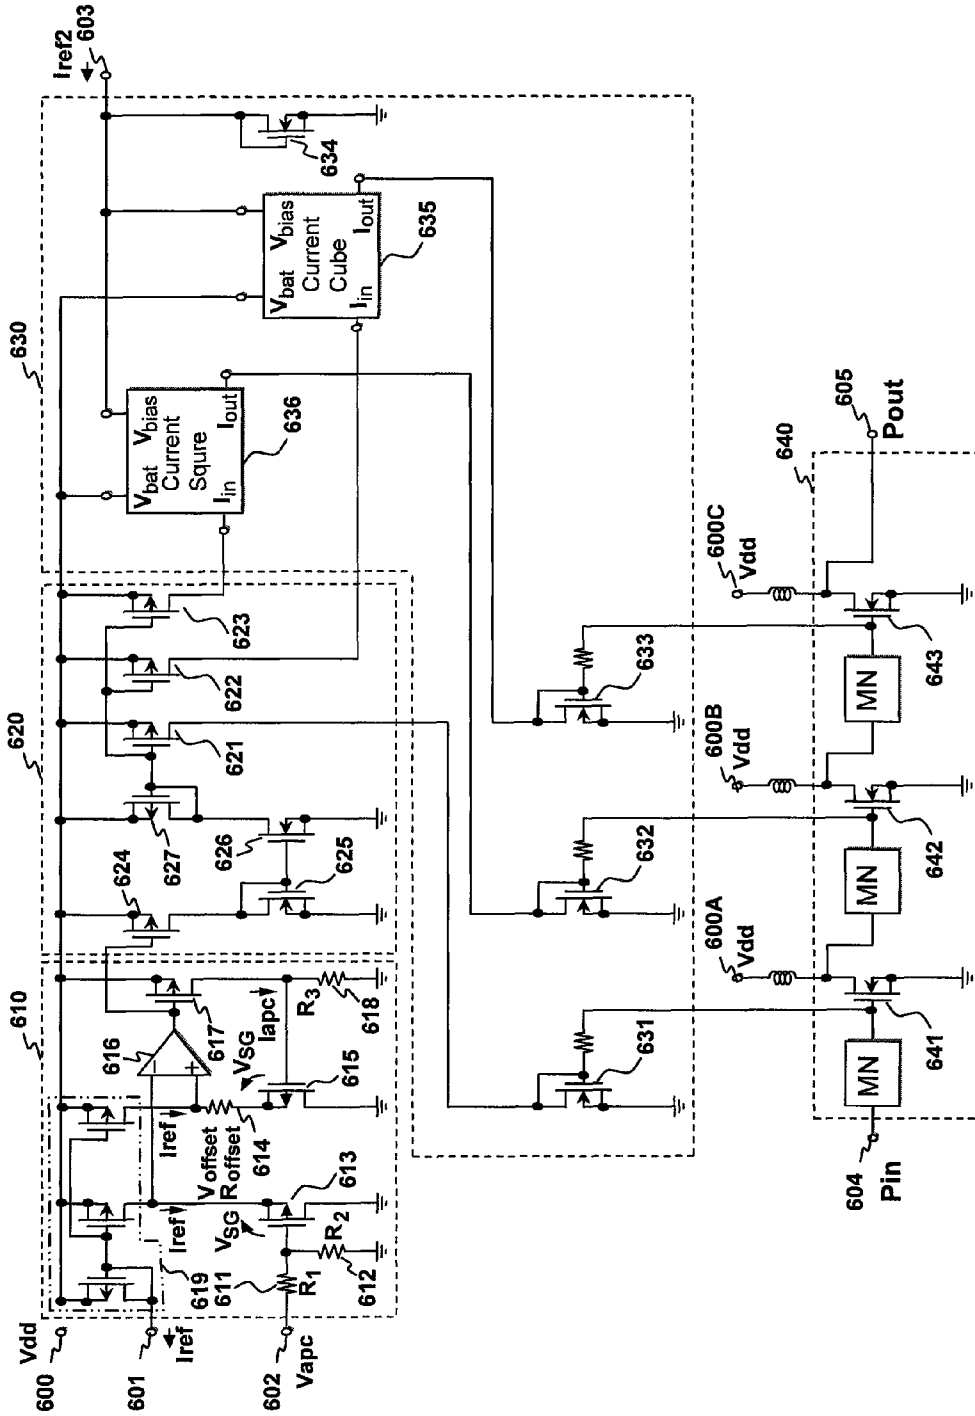 Iref2
603
630
Vbias
Vbat
Current
Cube
Iin
Iout
635
634
Vbias
Vbat
Current
Squre
Iin
Iout
636
620
623
622
621
624
627
626
625
610
616
617
VSG
Iapc
R3
618
615
Iref
Voffset
Roffset
614
Iref
VSG
613
619
611
R1
R2
612
Vdd
600
601
Iref
602
Vapc
633
632
631
600C
Vdd
600B
Vdd
600A
Vdd
640
605
Pout
MN
643
MN
642
MN
641
604
Pin